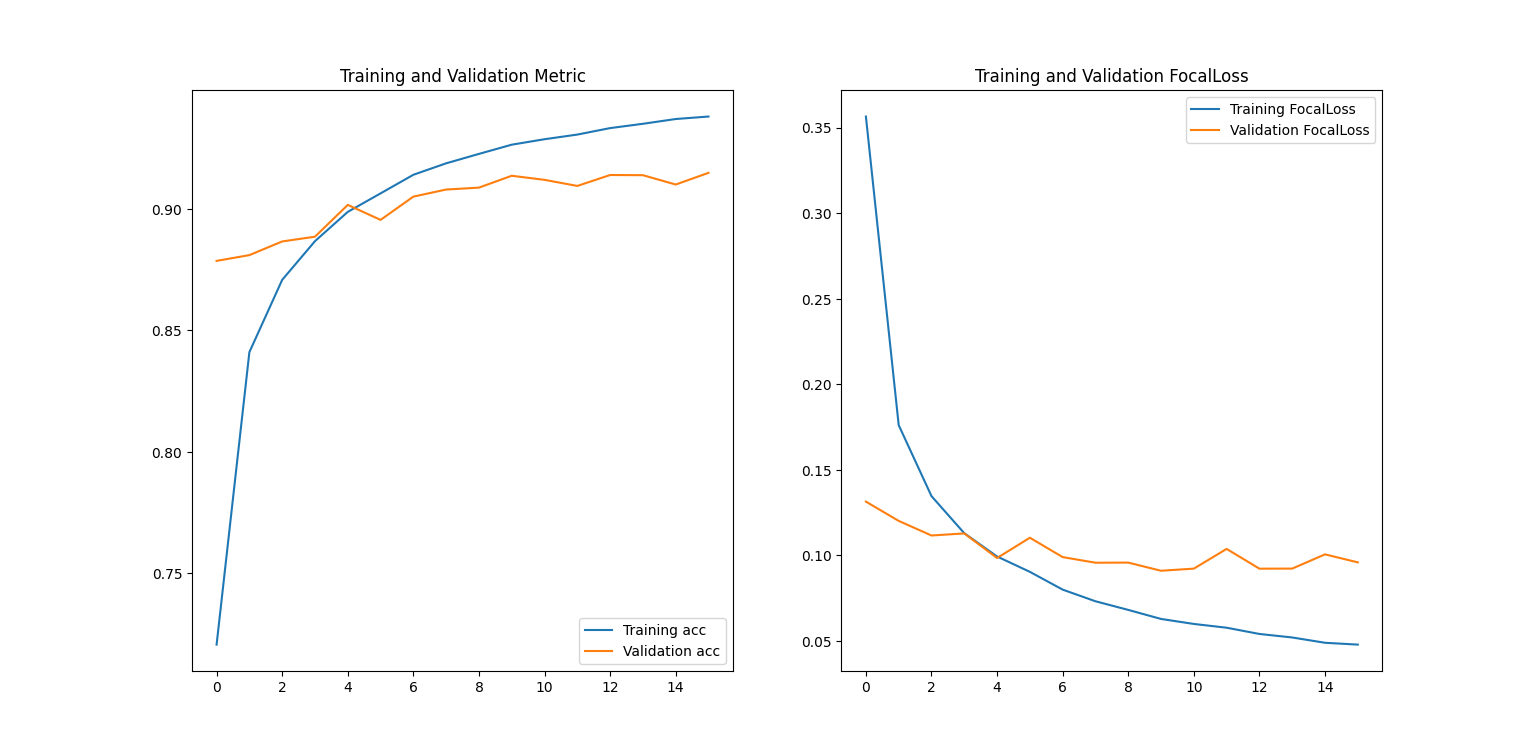 Training and Validation Metric
0.90
0.85
0.80
0.75
Training acc
Validation acc
0 2 4 6 8 10 12 14
Training and Validation FocalLoss
Training FocalLoss
Validation FocalLoss
0.35
0.30
0.25
0.20
0.15
0.10
0.05
0 2 4 6 8 10 12 14